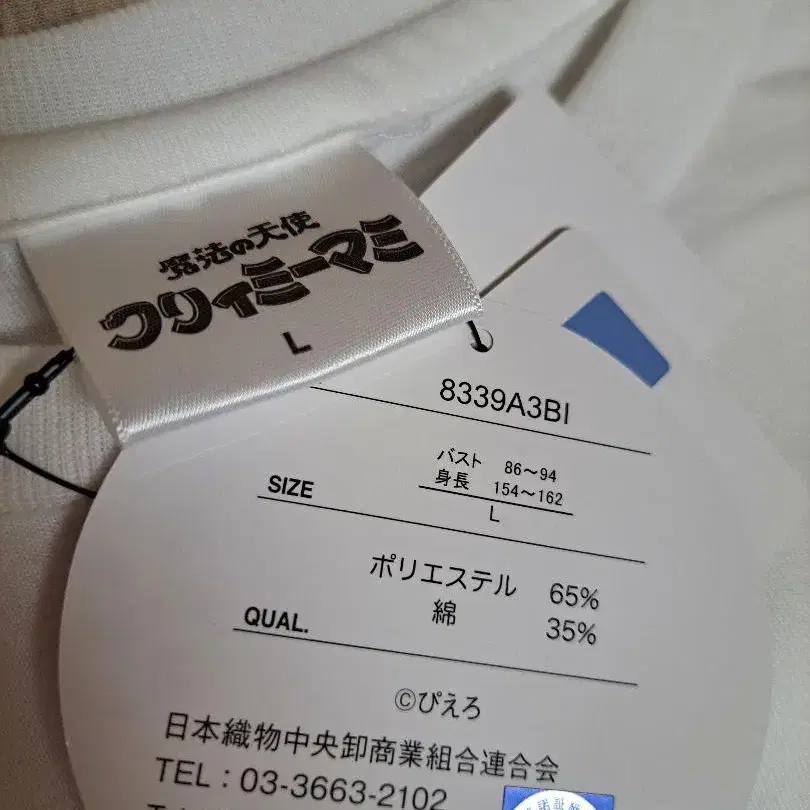 魔法の天使
クリィミーマミ
L
8339A3BI
バスト 86～94
身長 154～162
SIZE
L
ポリエステル 65%
綿 35%
QUAL.
©ぴえろ
日本織物中央卸商業組合連合会
TEL：03-3663-2102